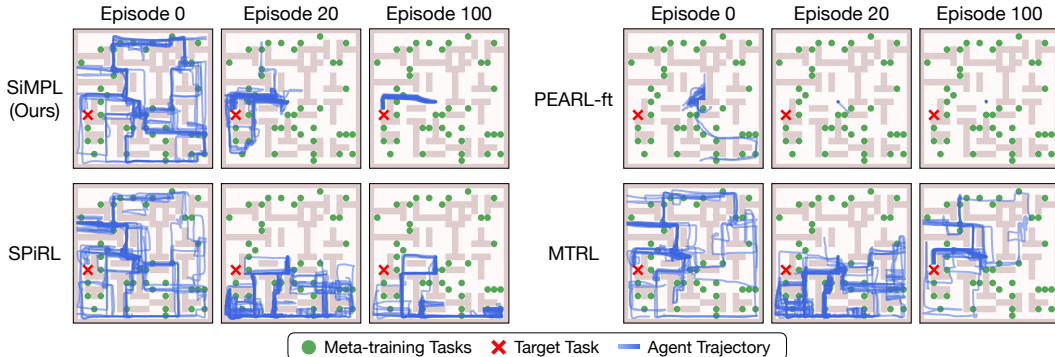 Episode 0 Episode 20 Episode 100 Episode 0 Episode 20 Episode 100
SiMPL
(Ours)
PEARL-ft
SPiRL
MTRL
Meta-training Tasks Target Task Agent Trajectory